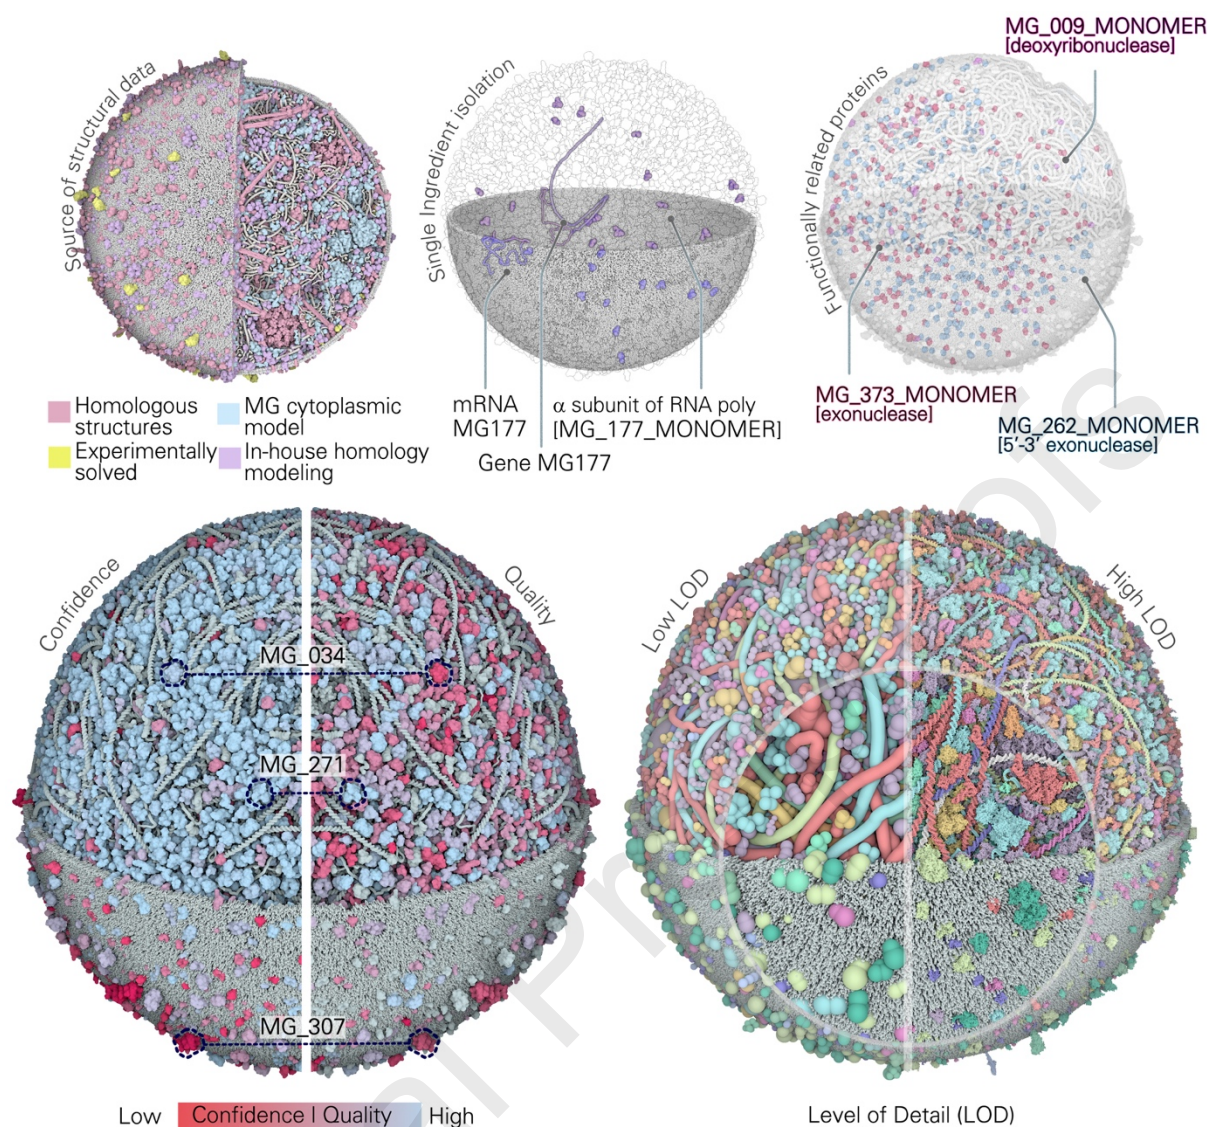 Source of structural data
Homologous
structures
MG cytoplasmic
model
Experimentally
solved
In-house homology
modeling
Single Ingredient isolation
mRNA
MG177
α subunit of RNA poly
[MG_177_MONOMER]
Gene MG177
Functionally related proteins
MG_009_MONOMER
[deoxyribonuclease]
MG_373_MONOMER
[exonuclease]
MG_262_MONOMER
[5'-3' exonuclease]
Confidence
Quality
MG_034
MG_271
MG_307
Low
Confidence | Quality
High
Low LOD
High LOD
Level of Detail (LOD)